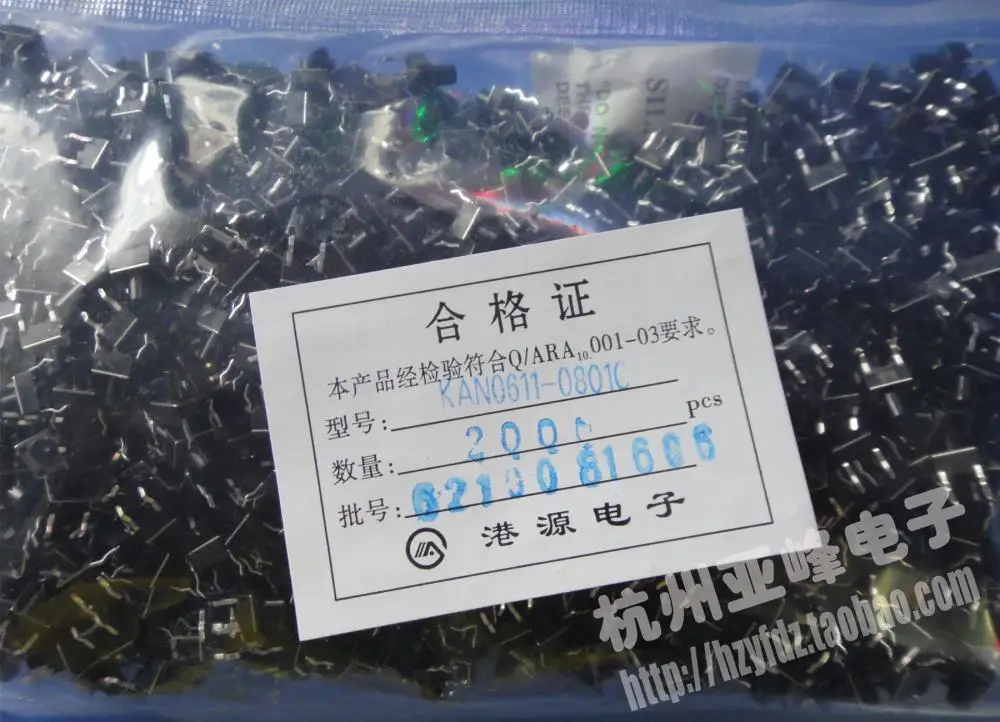 合格证
本产品经检验符合Q/ARA10.001-03要求。
型号: KAN0611-0801C
数量: 2000 pcs
批号:
港源电子
杭州亚峰电子
http://hzyfdz.taobao.com